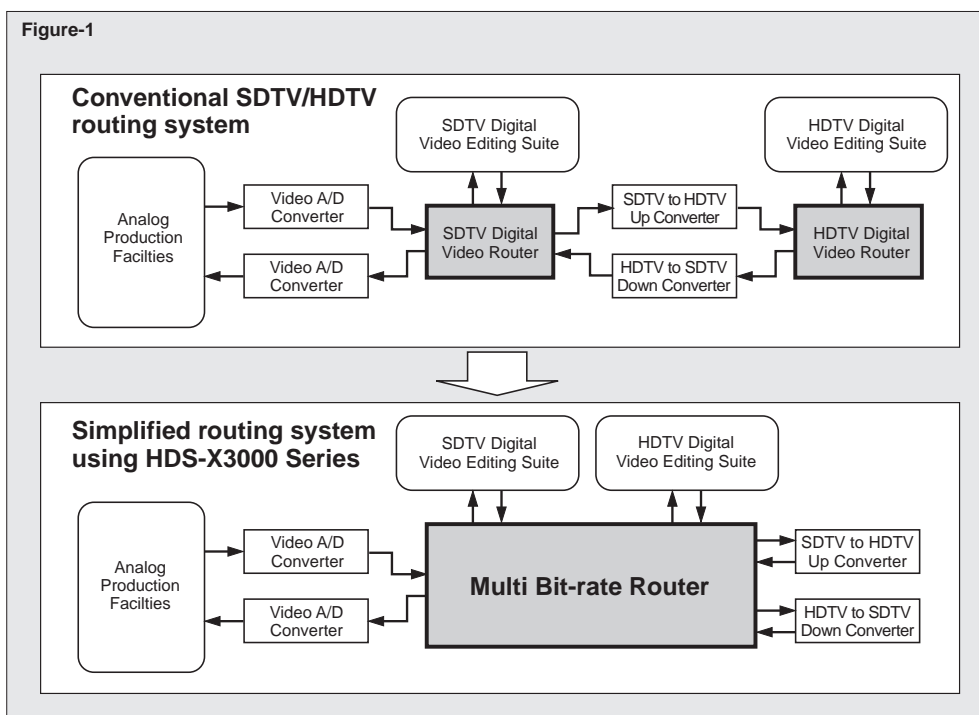 Figure-1
Conventional SDTV/HDTV
routing system
SDTV Digital
Video Editing Suite
HDTV Digital
Video Editing Suite
Analog
Production
Facilties
Video A/D
Converter
Video A/D
Converter
SDTV Digital
Video Router
SDTV to HDTV
Up Converter
HDTV to SDTV
Down Converter
HDTV Digital
Video Router
Simplified routing system
using HDS-X3000 Series
SDTV Digital
Video Editing Suite
HDTV Digital
Video Editing Suite
Analog
Production
Facilties
Video A/D
Converter
Video A/D
Converter
Multi Bit-rate Router
SDTV to HDTV
Up Converter
HDTV to SDTV
Down Converter